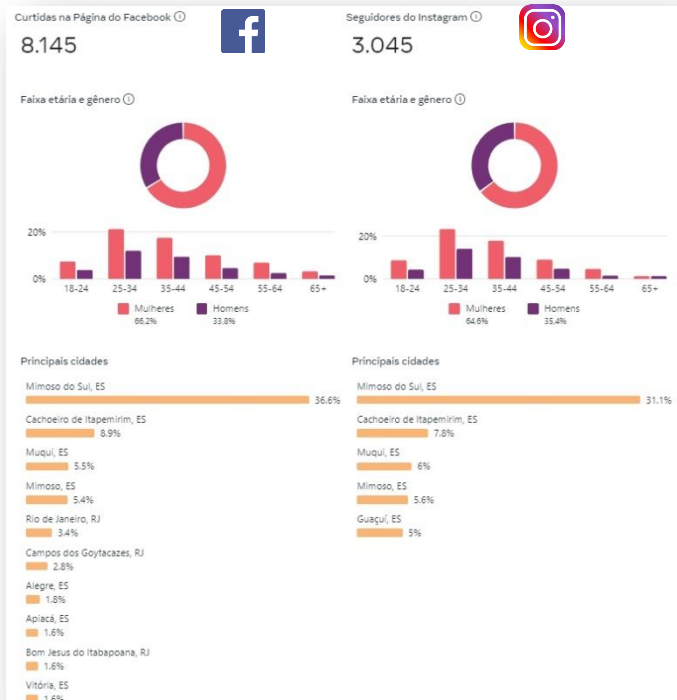 Curtidas na Página do Facebook
8.145
Faixa etária e gênero
20%
0%
18-24 25-34 35-44 45-54 55-64 65+
Mulheres Homens
66,2% 33,8%
Principais cidades
Mimoso do Sul, ES
36.6%
Cachoeiro de Itapemirim, ES
8.9%
Muqui, ES
5.5%
Mimoso, ES
5.4%
Rio de Janeiro, RJ
3.4%
Campos dos Goytacazes, RJ
2.8%
Alegre, ES
1.8%
Apiacá, ES
1.6%
Bom Jesus do Itabapoana, RJ
1.6%
Vitória, ES
1.6%
Seguidores do Instagram
3.045
Faixa etária e gênero
20%
0%
18-24 25-34 35-44 45-54 55-64 65+
Mulheres Homens
64,6% 35,4%
Principais cidades
Mimoso do Sul, ES
31.1%
Cachoeiro de Itapemirim, ES
7.8%
Muqui, ES
6%
Mimoso, ES
5.6%
Guaçuí, ES
5%